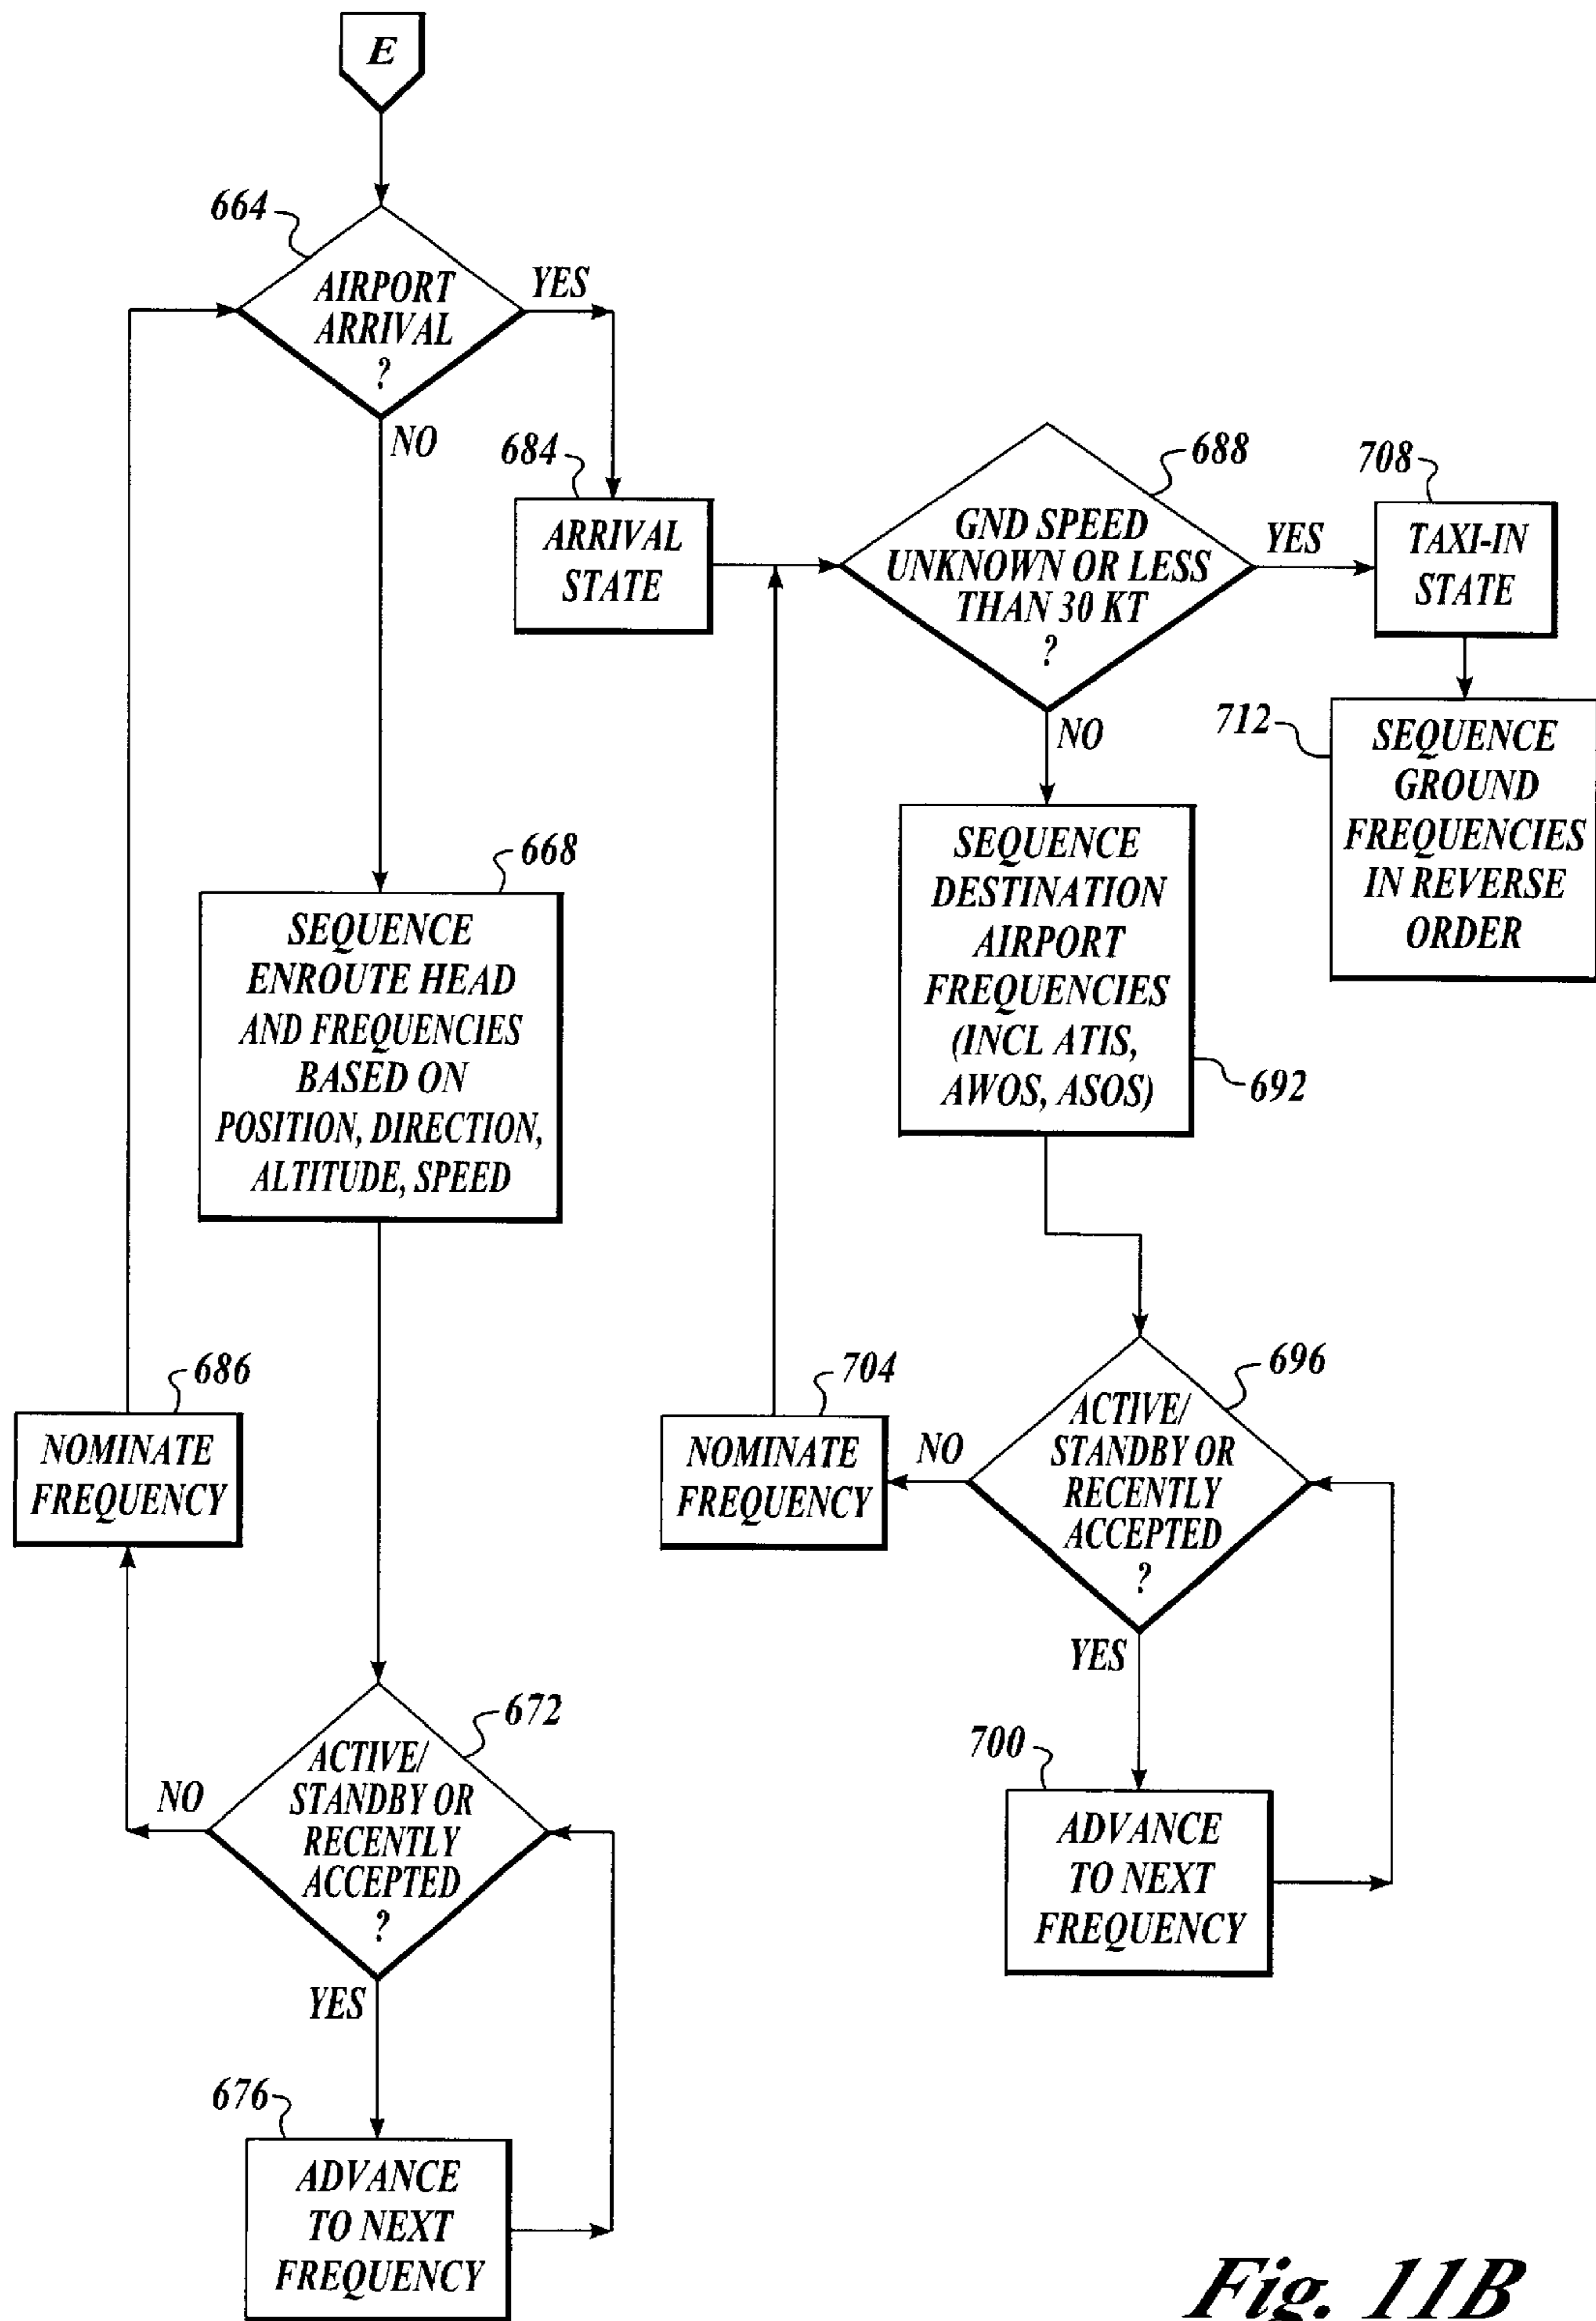 E
664
AIRPORT
ARRIVAL
?
YES
NO
684
ARRIVAL
STATE
688
GND SPEED
UNKNOWN OR LESS
THAN 30 KT
?
YES
NO
708
TAXI-IN
STATE
712
SEQUENCE
GROUND
FREQUENCIES
IN REVERSE
ORDER
668
SEQUENCE
ENROUTE HEAD
AND FREQUENCIES
BASED ON
POSITION, DIRECTION,
ALTITUDE, SPEED
SEQUENCE
DESTINATION
AIRPORT
FREQUENCIES
(INCL ATIS,
AWOS, ASOS)
692
686
NOMINATE
FREQUENCY
704
NOMINATE
FREQUENCY
NO
696
ACTIVE/
STANDBY OR
RECENTLY
ACCEPTED
?
YES
700
ADVANCE
TO NEXT
FREQUENCY
672
ACTIVE/
STANDBY OR
RECENTLY
ACCEPTED
?
NO
YES
676
ADVANCE
TO NEXT
FREQUENCY
Fig. 11B